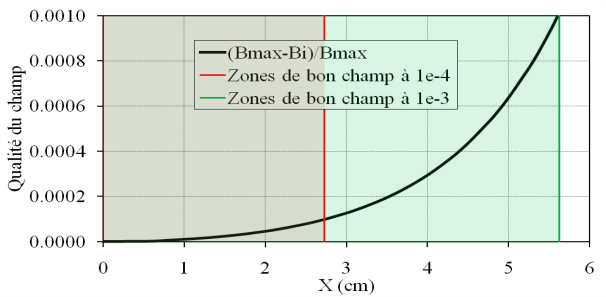 0.0010
0.0008
0.0006
0.0004
0.0002
0.0000
Qualité du champ
(Bmax-Bi)/Bmax
Zones de bon champ à 1e-4
Zones de bon champ à 1e-3
0 1 2 3 4 5 6
X (cm)